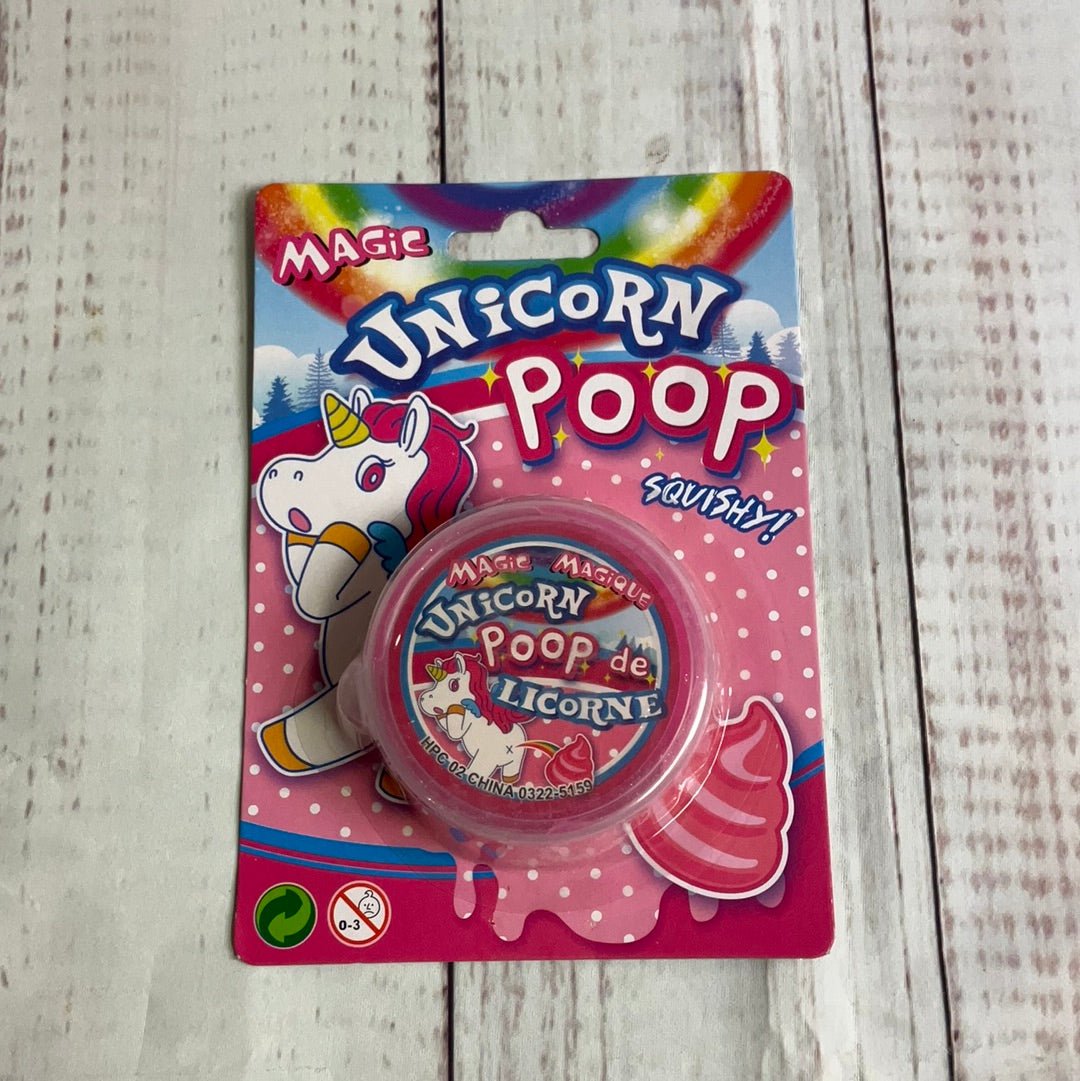 MAGiC
UNiCORN
POOP
SQUiSHY!
MAGiC MAGiQUE
UNiCORN
POOP de
LiCORNE
HPC 02 CHINA 0322-5159
0-3